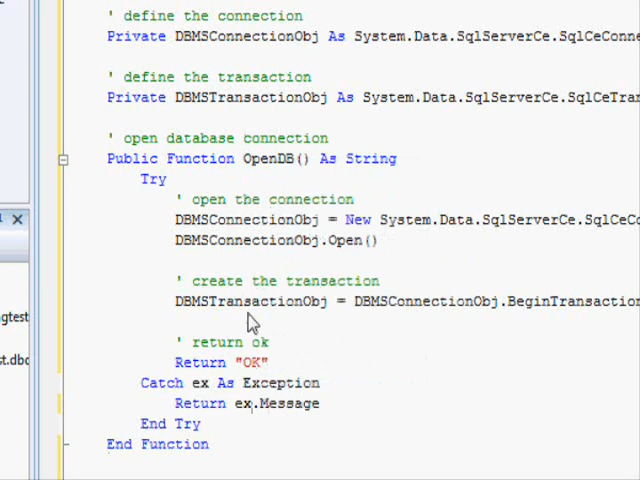 ' define the connection
Private DBMSConnectionObj As System.Data.SqlServerCe.SqlCeConne
' define the transaction
Private DBMSTransactionObj As System.Data.SqlServerCe.SqlCeTran
' open database connection
Public Function OpenDB() As String
Try
' open the connection
DBMSConnectionObj = New System.Data.SqlServerCe.SqlCeCo
DBMSConnectionObj.Open()
' create the transaction
DBMSTransactionObj = DBMSConnectionObj.BeginTransaction
gtest
' return ok
st.dbo
Return "OK"
Catch ex As Exception
Return ex.Message
End Try
End Function